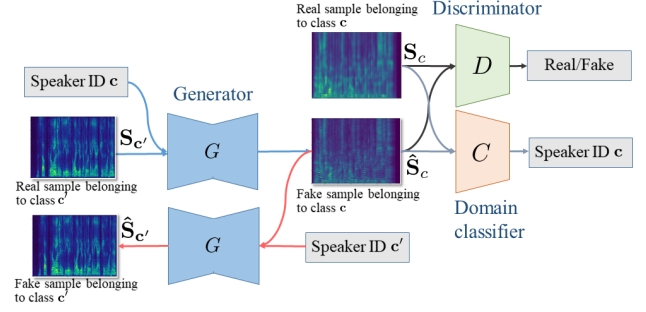 Real sample belonging
to class c
Discriminator
S_c
D
Real/Fake
Speaker ID c
Generator
S_c′
G
Real sample belonging
to class c′
Ŝ_c
Fake sample belonging
to class c
C
Speaker ID c
Domain
classifier
Ŝ_c′
G
Speaker ID c′
Fake sample belonging
to class c′